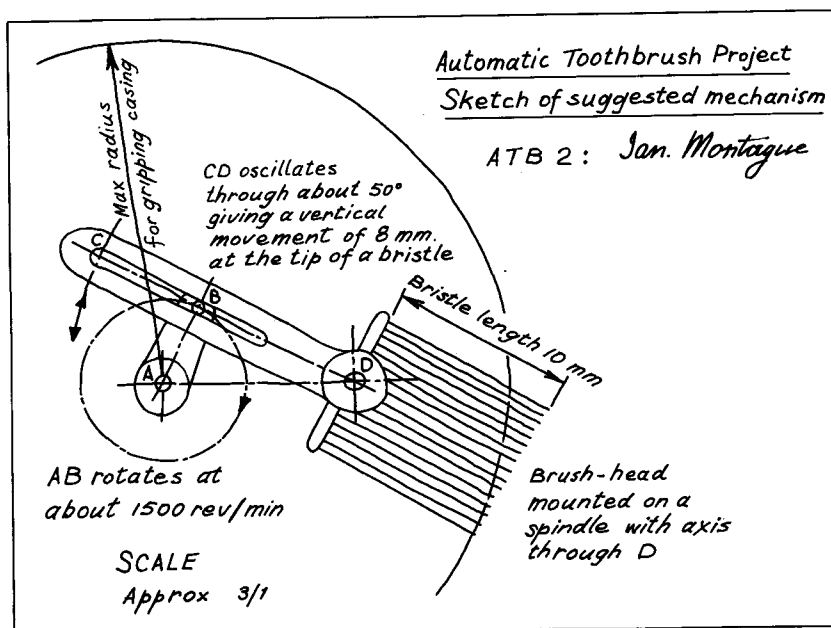 Automatic Toothbrush Project
Sketch of suggested mechanism
ATB 2: Ian. Montague
Max radius
for gripping casing
CD oscillates
through about 50°
giving a vertical
movement of 8 mm.
at the tip of a bristle
C
B
A
D
Bristle length 10 mm
AB rotates at
about 1500 rev/min
Brush-head
mounted on a
spindle with axis
through D
SCALE
Approx 3/1